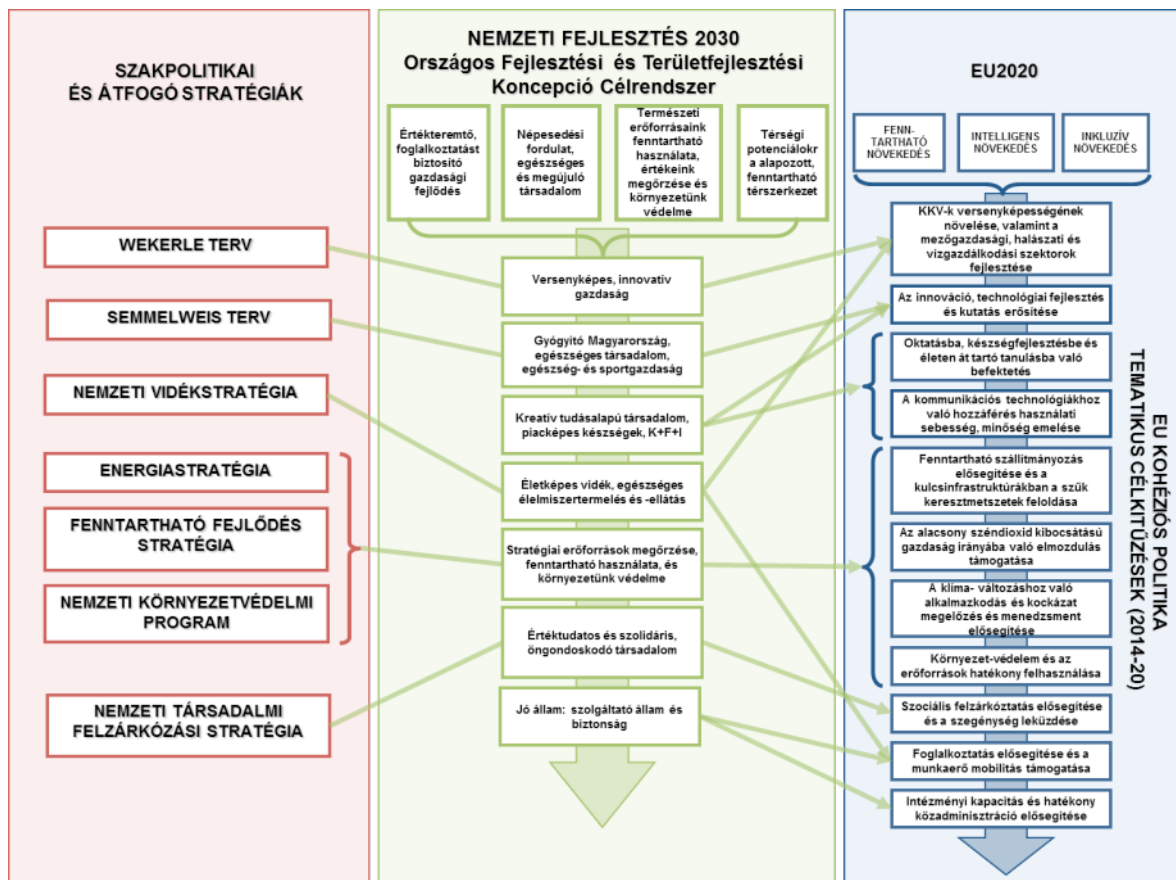 SZAKPOLITIKAI
ÉS ÁTFOGÓ STRATÉGIÁK
WEKERLE TERV
SEMMELWEIS TERV
NEMZETI VIDÉKSTRATÉGIA
ENERGIASTRATÉGIA
FENNTARTHATÓ FEJLŐDÉS
STRATÉGIA
NEMZETI KÖRNYEZETVÉDELMI
PROGRAM
NEMZETI TÁRSADALMI
FELZÁRKÓZÁSI STRATÉGIA
NEMZETI FEJLESZTÉS 2030
Országos Fejlesztési és Területfejlesztési
Koncepció Célrendszer
Értékteremtő,
foglalkoztatást
biztosító
gazdasági
fejlődés
Népesedési
fordulat,
egészséges
és megújuló
társadalom
Természeti
erőforrásaink
fenntartható
használata,
értékeink
megőrzése és
környezetünk
védelme
Térségi
potenciálokr
a alapozott,
fenntartható
térszerkezet
Versenyképes, innovatív
gazdaság
Gyógyító Magyarország,
egészséges társadalom,
egészség- és sportgazdaság
Kreatív tudásalapú társadalom,
piacképes készségek, K+F+I
Életképes vidék, egészséges
élelmiszertermelés és -ellátás
Stratégiai erőforrások megőrzése,
fenntartható használata, és
környezetünk védelme
Értéktudatos és szolidáris,
öngondoskodó társadalom
Jó állam: szolgáltató állam és
biztonság
EU2020
FENN-
TARTHATÓ
NÖVEKEDÉS
INTELLIGENS
NÖVEKEDÉS
INKLUZÍV
NÖVEKEDÉS
KKV-k versenyképességének
növelése, valamint a
mezőgazdasági, halászati és
vízgazdálkodási szektorok
fejlesztése
Az innováció, technológiai fejlesztés
és kutatás erősítése
Oktatásba, készségfejlesztésbe és
életen át tartó tanulásba való
befektetés
A kommunikációs technológiákhoz
való hozzáférés használati
sebesség, minőség emelése
Fenntartható szállítmányozás
elősegítése és a
kulcsinfrastruktúrákban a szűk
keresztmetszetek feloldása
Az alacsony széndioxid kibocsátású
gazdaság irányába való elmozdulás
támogatása
A klíma- változáshoz való
alkalmazkodás és kockázat
megelőzés és menedzsment
elősegítése
Környezet-védelem és az
erőforrások hatékony felhasználása
Szociális felzárkóztatás elősegítése
és a szegénység leküzdése
Foglalkoztatás elősegítése és a
munkaerő mobilitás támogatása
Intézményi kapacitás és hatékony
közadminisztráció elősegítése
EU KOHÉZIÓS POLITIKA
TEMATIKUS CÉLKITŰZÉSEK (2014-20)